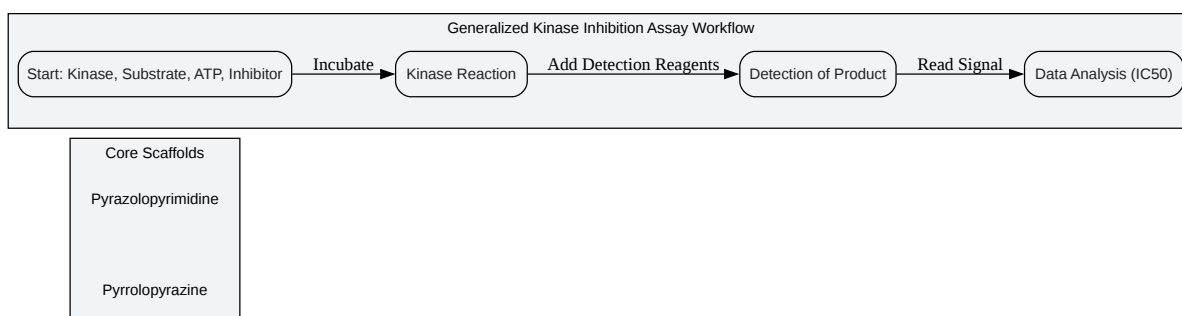 Generalized Kinase Inhibition Assay Workflow
Start: Kinase, Substrate, ATP, Inhibitor
Incubate
Kinase Reaction
Add Detection Reagents
Detection of Product
Read Signal
Data Analysis (IC50)
Core Scaffolds
Pyrazolopyrimidine
Pyrrolopyrazine